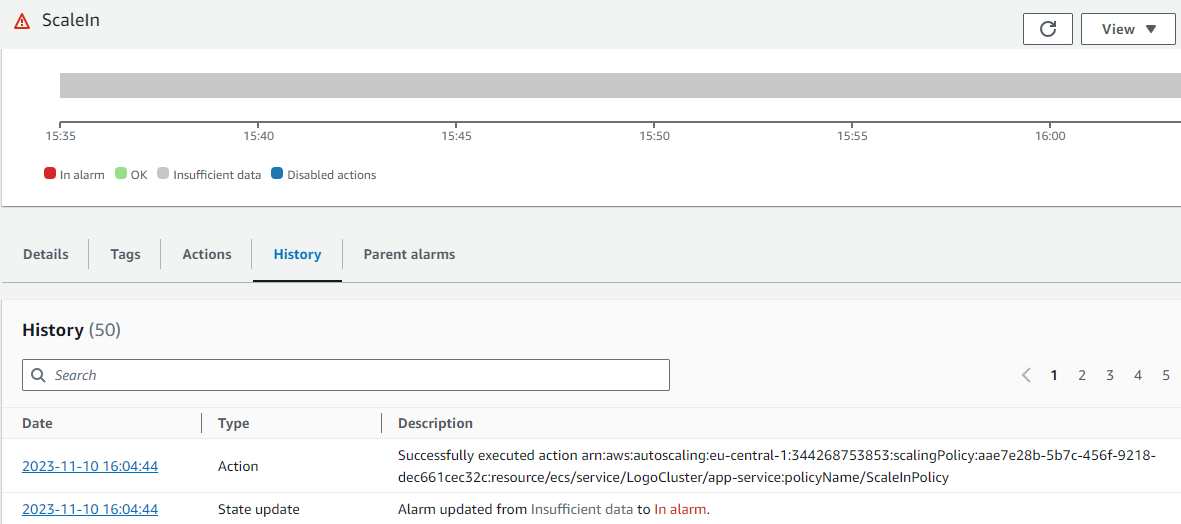 ScaleIn
View
15:35 15:40 15:45 15:50 15:55 16:00
In alarm OK Insufficient data Disabled actions
Details Tags Actions History Parent alarms
History (50)
Search
1 2 3 4 5
Date Type Description
2023-11-10 16:04:44 Action Successfully executed action arn:aws:autoscaling:eu-central-1:344268753853:scalingPolicy:aae7e28b-5b7c-456f-9218-
dec661cec32c:resource/ecs/service/LogoCluster/app-service:policyName/ScaleInPolicy
2023-11-10 16:04:44 State update Alarm updated from Insufficient data to In alarm.